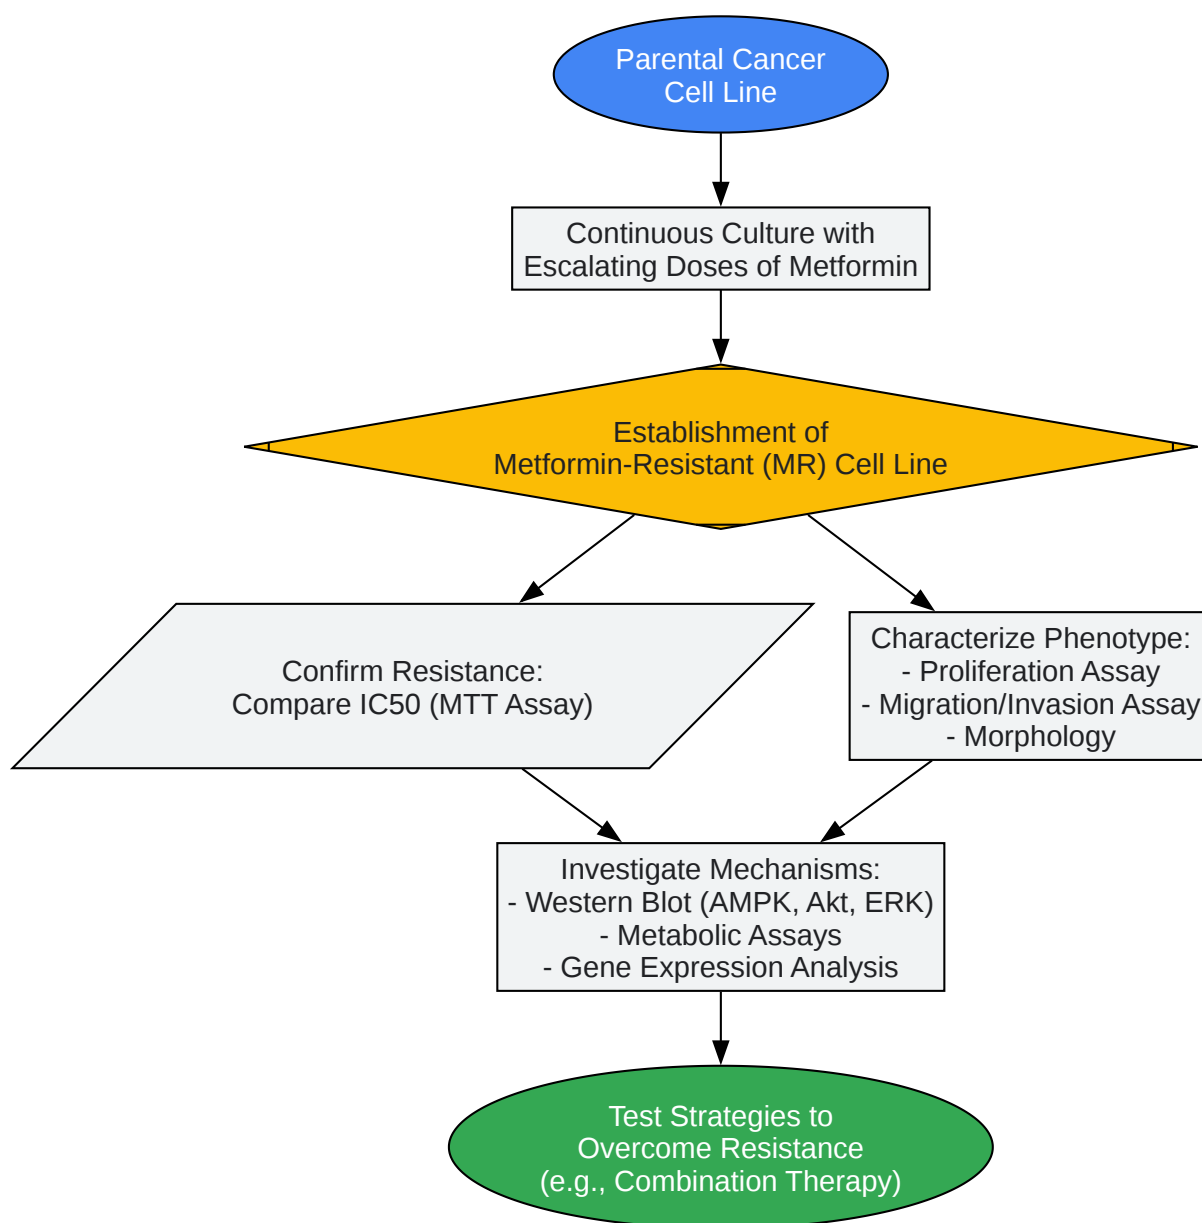 Parental Cancer
Cell Line
Continuous Culture with
Escalating Doses of Metformin
Establishment of
Metformin-Resistant (MR) Cell Line
Confirm Resistance:
Compare IC50 (MTT Assay)
Characterize Phenotype:
- Proliferation Assay
- Migration/Invasion Assay
- Morphology
Investigate Mechanisms:
- Western Blot (AMPK, Akt, ERK)
- Metabolic Assays
- Gene Expression Analysis
Test Strategies to
Overcome Resistance
(e.g., Combination Therapy)